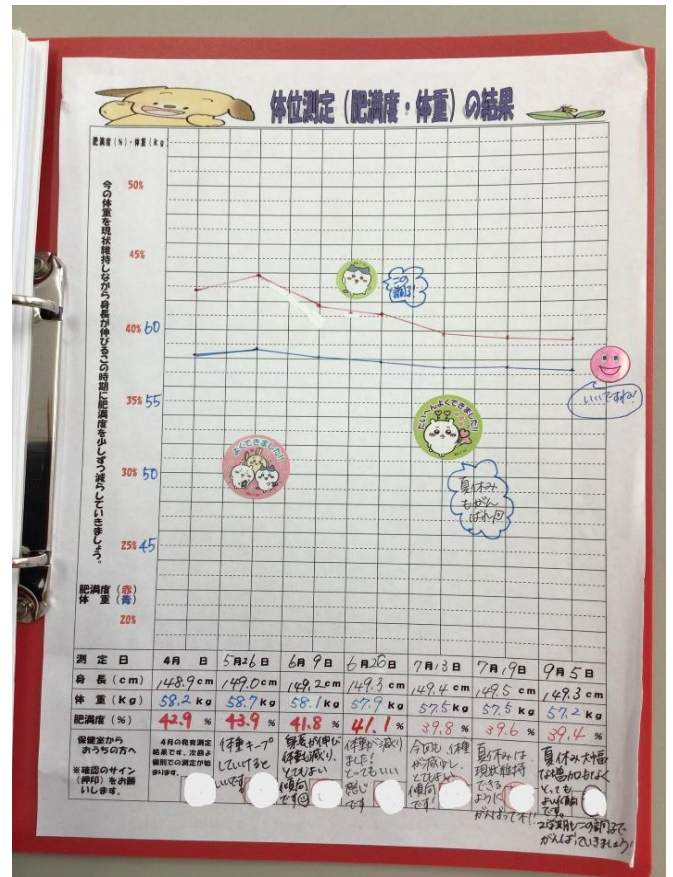 体位測定（肥満度・体重）の結果
肥満度（％）・体重（kg
今の体重を現状維持しながら身長が伸びるこの時期に肥満度を少しずつ減らしていきましょう。
50%
45%
この
調子!
40% 60
いいですね!
35% 55
たいへんよくできました!!
よくできました!!
30% 50
夏休み
もがん
ばれ
25% 45
肥満度（赤）
体 重（青）
20%
測 定 日 4月 日 5月26日 6月9日 6月26日 7月13日 7月19日 9月5日
身 長（cm） 148.9cm 149.0cm 149.2cm 149.3cm 149.4cm 149.5cm 149.3cm
体 重（Kg） 58.2kg 58.7kg 58.1kg 57.9kg 57.5kg 57.5kg 57.2kg
肥満度（％） 42.9% 43.9% 41.8% 41.1% 39.8% 39.6% 39.4%
保健室から
おうちの方へ
※確認のサイン
（押印）をお願
いします。
4月の発育測定
結果です。次回よ
り個別での測定が始
まります。
体重キープ
していけると
いいです
身長が伸び
体重も減り、
とてもよい
傾向
です
体重が減り
ました!
とってもいい
感じ
です
今回も、体重
が減少し、
とてもよい
傾向
です!
夏休みは
現状維持
できる
ように
がんばって
夏休み大幅
な増加もなく
とっても
よい傾向
です。
2学期もこの調子で
がんばっていきましょう!